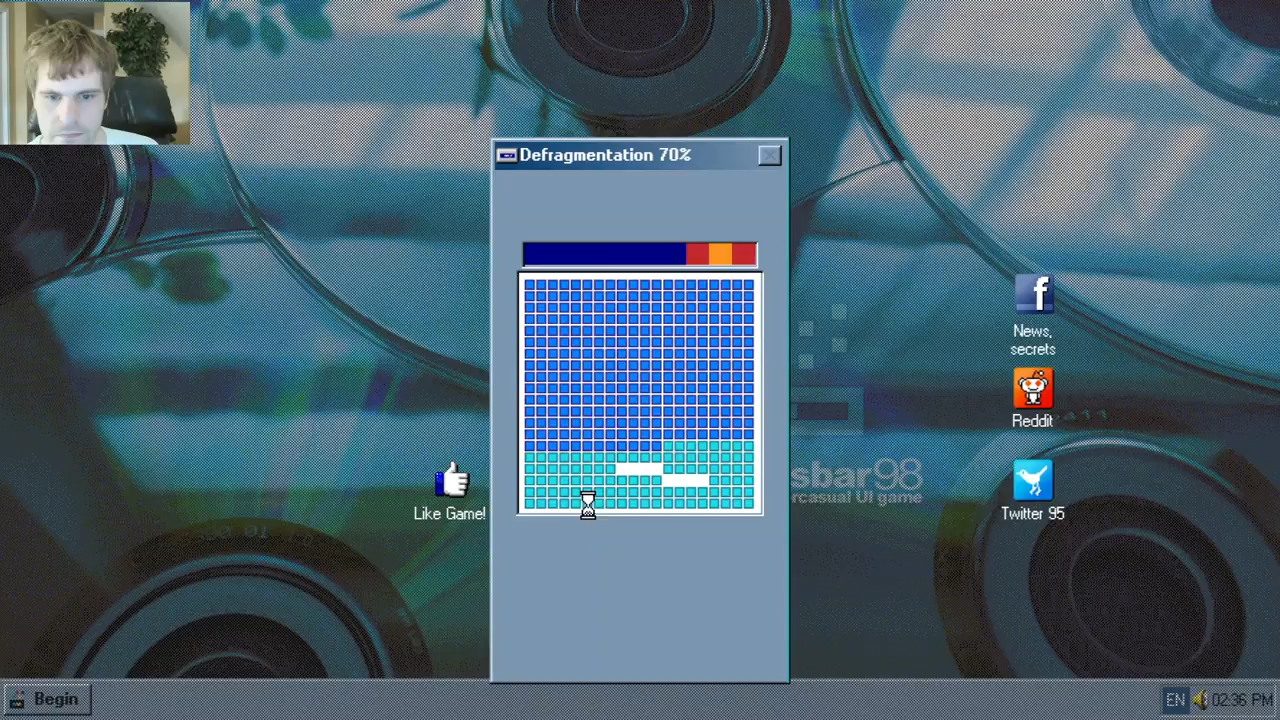 Defragmentation 70%
News,
secrets
Reddit
sbar98
rcasual UI game
Like Game!
Twitter 95
Begin
EN
02:36 PM